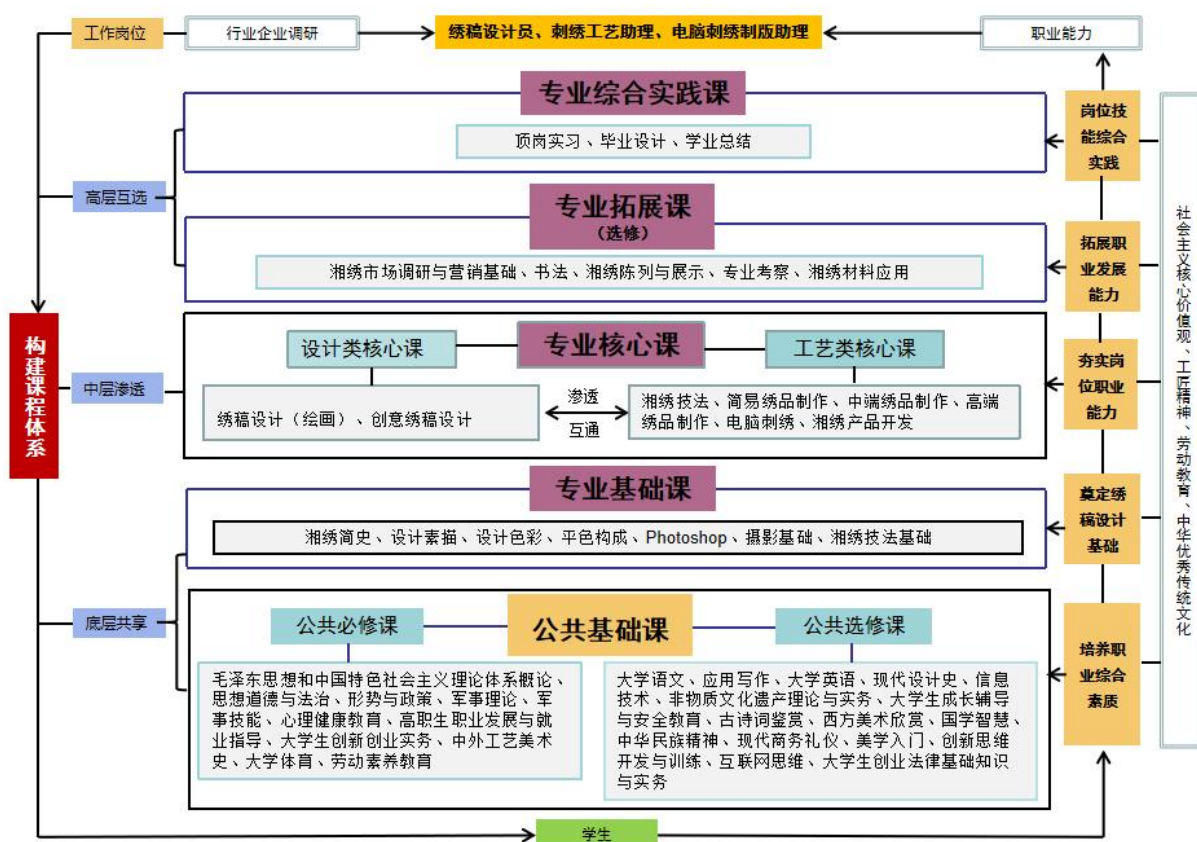 工作岗位
行业企业调研
绣稿设计员、刺绣工艺助理、电脑刺绣制版助理
职业能力
专业综合实践课
顶岗实习、毕业设计、学业总结
岗位技
能综合
实践
高层互选
专业拓展课
（选修）
湘绣市场调研与营销基础、书法、湘绣陈列与展示、专业考察、湘绣材料应用
拓展职
业发展
能力
构建课程体系
中层渗透
设计类核心课
专业核心课
工艺类核心课
绣稿设计（绘画）、创意绣稿设计
渗透
互通
湘绣技法、简易绣品制作、中端绣品制作、高端
绣品制作、电脑刺绣、湘绣产品开发
夯实岗
位职业
能力
专业基础课
湘绣简史、设计素描、设计色彩、平色构成、Photoshop、摄影基础、湘绣技法基础
奠定绣
稿设计
基础
底层共享
公共必修课
公共基础课
公共选修课
毛泽东思想和中国特色社会主义理论体系概论、
思想道德与法治、形势与政策、军事理论、军
事技能、心理健康教育、高职生职业发展与就
业指导、大学生创新创业实务、中外工艺美术
史、大学体育、劳动素养教育
大学语文、应用写作、大学英语、现代设计史、信息
技术、非物质文化遗产理论与实务、大学生成长辅导
与安全教育、古诗词鉴赏、西方美术欣赏、国学智慧、
中华民族精神、现代商务礼仪、美学入门、创新思维
开发与训练、互联网思维、大学生创业法律基础知识
与实务
培养职
业综合
素质
社会主义核心价值观、工匠精神、劳动教育、中华优秀传统文化
学生